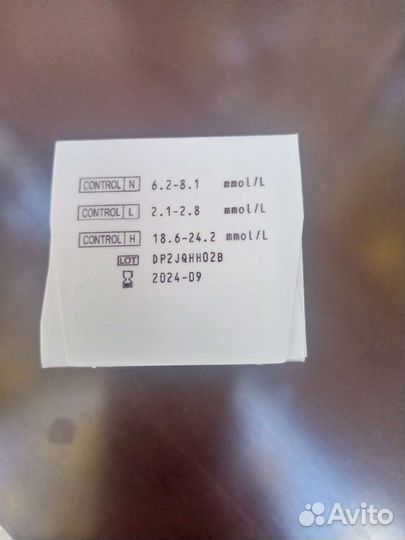 CONTROL N 6.2-8.1 mmol/L
CONTROL L 2.1-2.8 mmol/L
CONTROL H 18.6-24.2 mmol/L
LOT DP2JQHH02B
2024-09
Avito